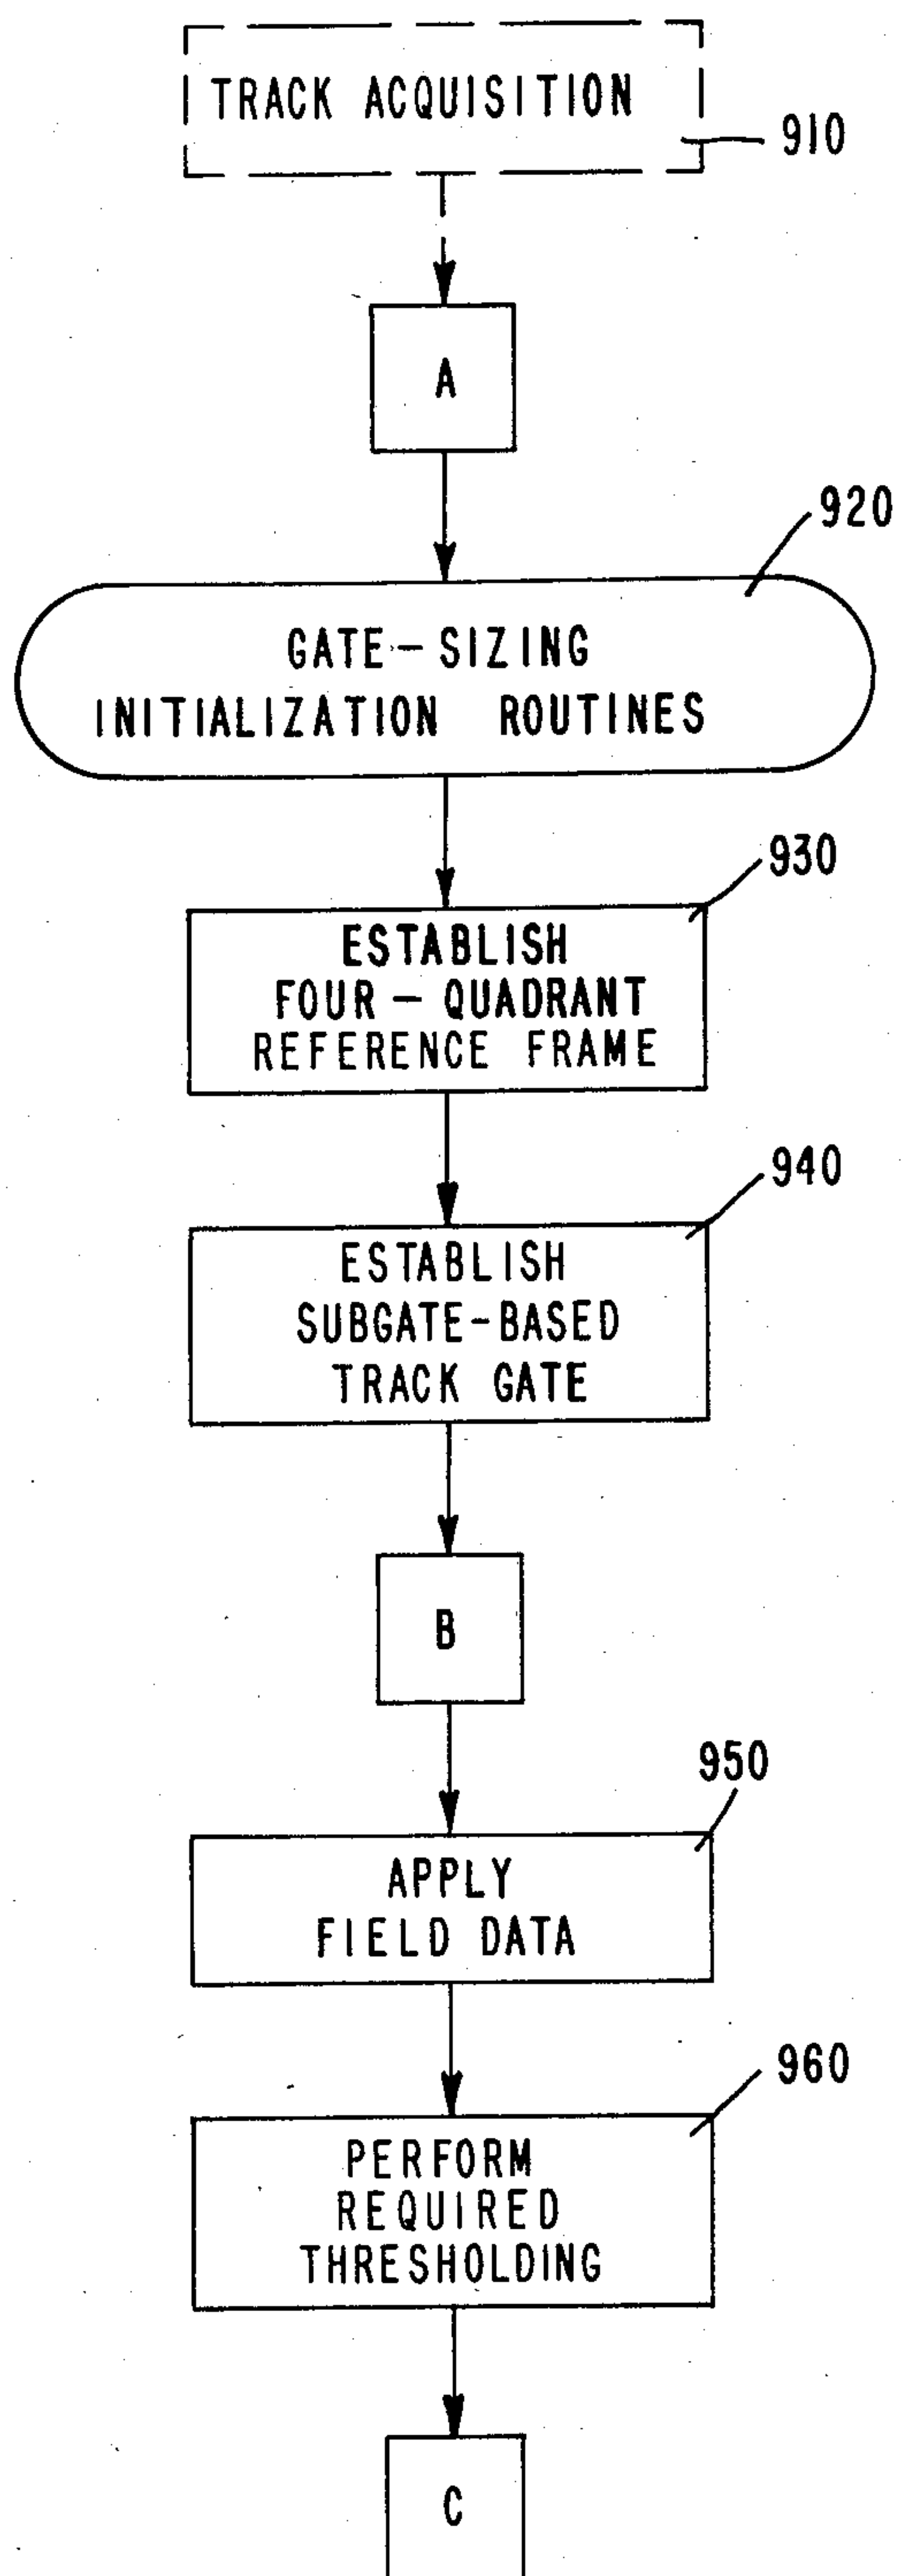 TRACK ACQUISITION
910
A
920
GATE-SIZING
INITIALIZATION ROUTINES
930
ESTABLISH
FOUR-QUADRANT
REFERENCE FRAME
940
ESTABLISH
SUBGATE-BASED
TRACK GATE
B
950
APPLY
FIELD DATA
960
PERFORM
REQUIRED
THRESHOLDING
C